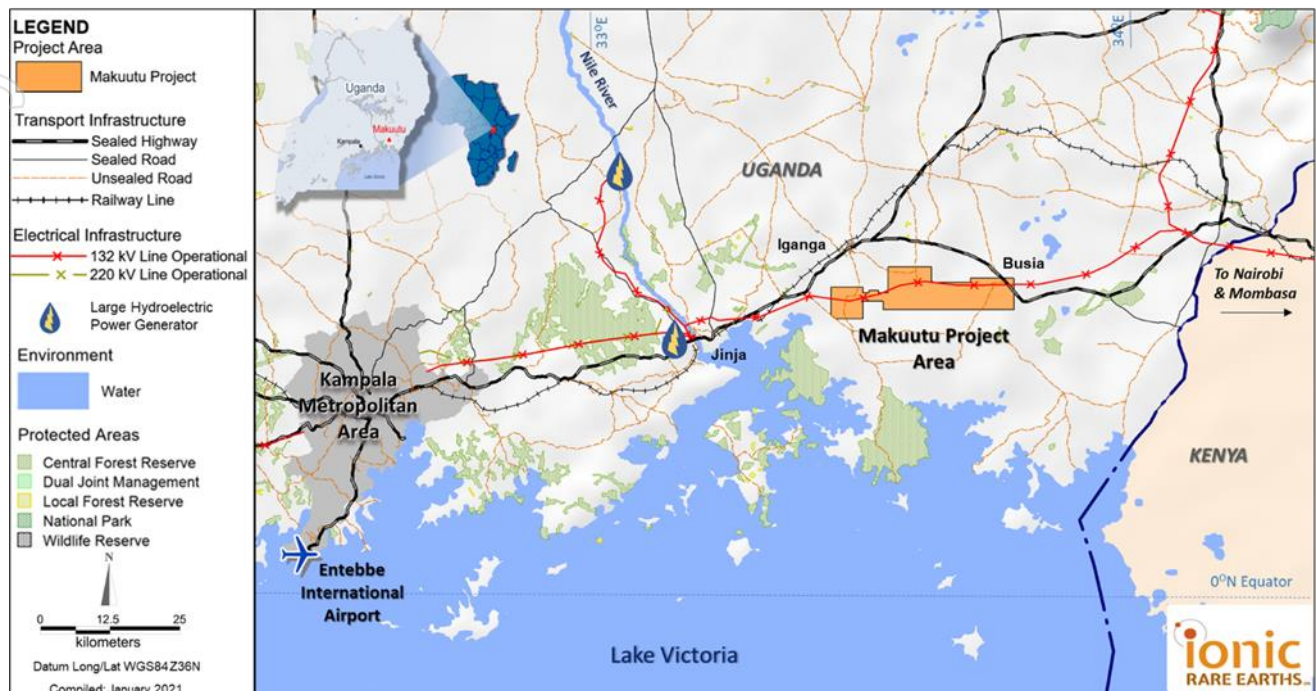 LEGEND
Project Area
Makuutu Project
Transport Infrastructure
Sealed Highway
Sealed Road
Unsealed Road
Railway Line
Electrical Infrastructure
132 kV Line Operational
220 kV Line Operational
Large Hydroelectric
Power Generator
Environment
Water
Protected Areas
Central Forest Reserve
Dual Joint Management
Local Forest Reserve
National Park
Wildlife Reserve
N
0 12.5 25
kilometers
Datum Long/Lat WGS84 Z36N
Compiled: January 2021
Uganda
Makuutu
Kampala
33°E
34°E
Nile River
UGANDA
Iganga
Busia
To Nairobi
& Mombasa
Jinja
Makuutu Project
Area
Kampala
Metropolitan
Area
KENYA
Entebbe
International
Airport
0°N Equator
Lake Victoria
ionic
RARE EARTHS